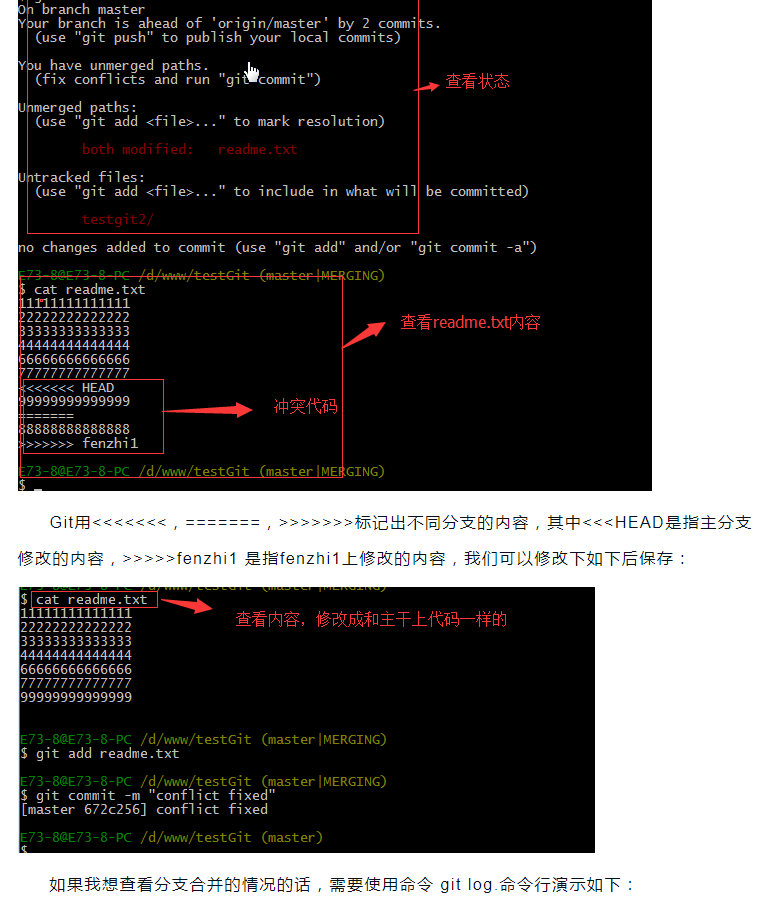 On branch master
Your branch is ahead of 'origin/master' by 2 commits.
(use "git push" to publish your local commits)
You have unmerged paths.
(fix conflicts and run "git commit")
查看状态
Unmerged paths:
(use "git add <file>..." to mark resolution)
both modified:   readme.txt
Untracked files:
(use "git add <file>..." to include in what will be committed)
testgit2/
no changes added to commit (use "git add" and/or "git commit -a")
E73-8@E73-8-PC /d/www/testGit (master|MERGING)
$ cat readme.txt
11111111111111
22222222222222
查看readme.txt内容
33333333333333
44444444444444
66666666666666
77777777777777
<<<<<<< HEAD
99999999999999
冲突代码
=======
88888888888888
>>>>>>> fenzhi1
E73-8@E73-8-PC /d/www/testGit (master|MERGING)
$
Git用<<<<<<<，=======，>>>>>>>标记出不同分支的内容，其中<<<HEAD是指主分支
修改的内容，>>>>>fenzhi1 是指fenzhi1上修改的内容，我们可以修改下如下后保存：
E73-8@E73-8-PC /d/www/testGit (master|MERGING)
$ cat readme.txt
11111111111111
查看内容，修改成和主干上代码一样的
22222222222222
33333333333333
44444444444444
66666666666666
77777777777777
99999999999999
E73-8@E73-8-PC /d/www/testGit (master|MERGING)
$ git add readme.txt
E73-8@E73-8-PC /d/www/testGit (master|MERGING)
$ git commit -m "conflict fixed"
[master 672c256] conflict fixed
E73-8@E73-8-PC /d/www/testGit (master)
$
如果我想查看分支合并的情况的话，需要使用命令 git log.命令行演示如下：